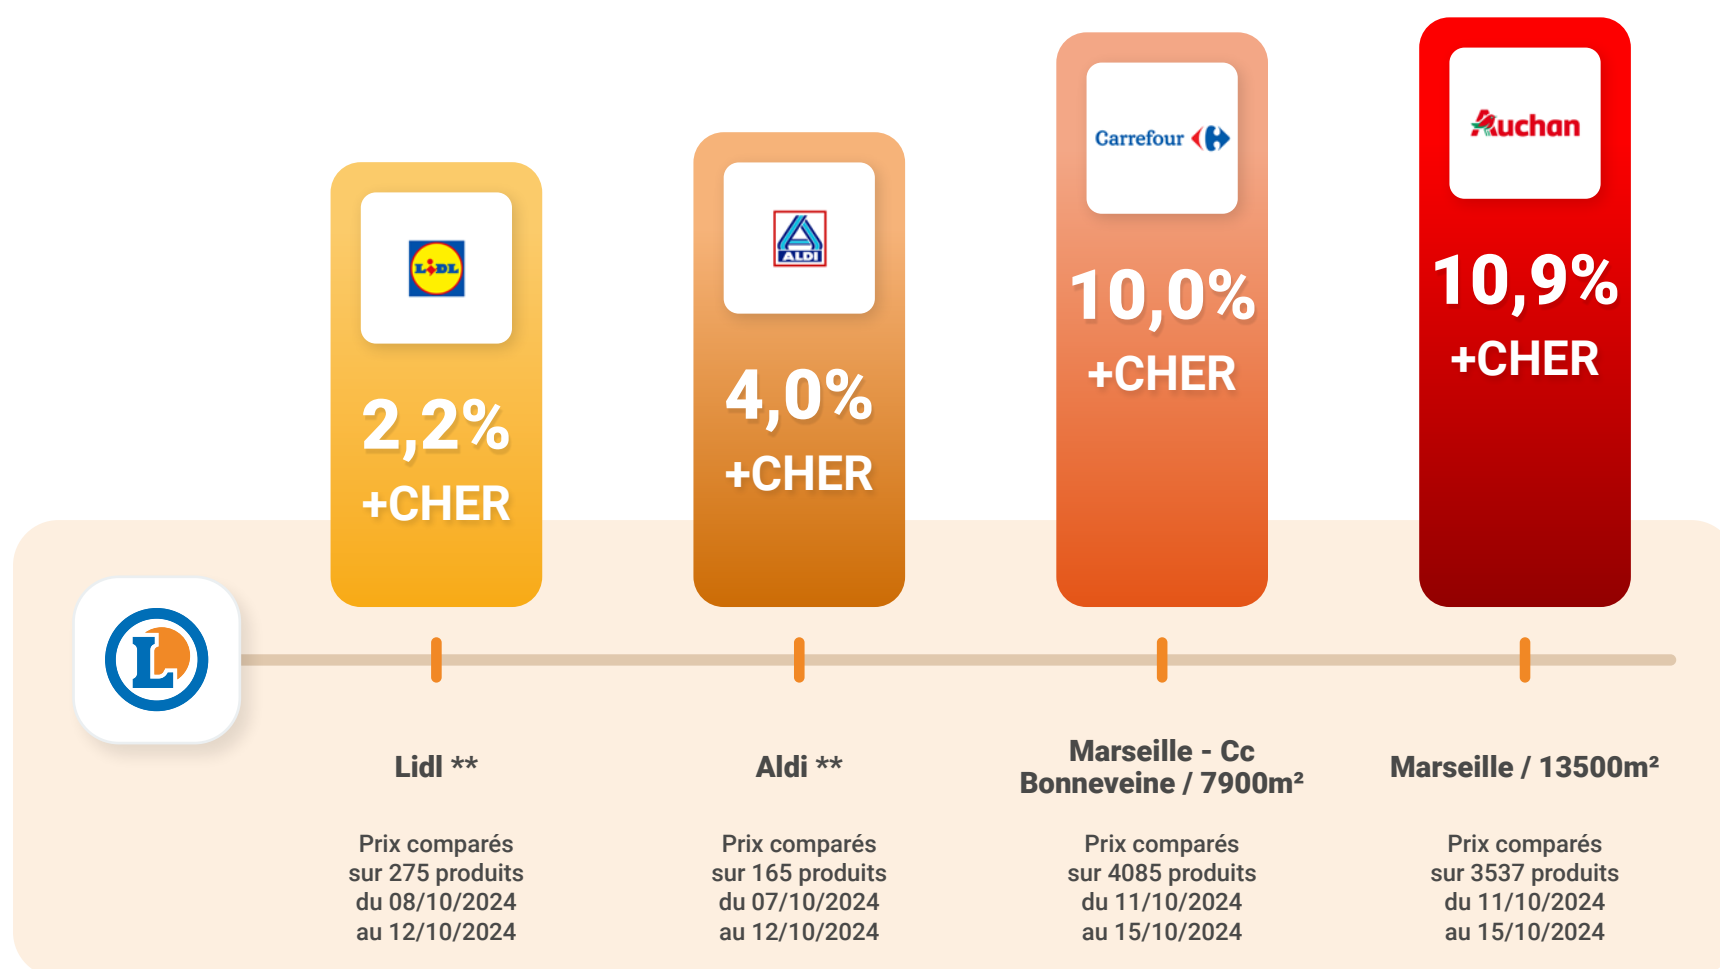 LIDL
2,2%
+CHER
ALDI
4,0%
+CHER
Carrefour
10,0%
+CHER
Auchan
10,9%
+CHER
L
Lidl **
Prix comparés
sur 275 produits
du 08/10/2024
au 12/10/2024
Aldi **
Prix comparés
sur 165 produits
du 07/10/2024
au 12/10/2024
Marseille - Cc
Bonneveine / 7900m²
Prix comparés
sur 4085 produits
du 11/10/2024
au 15/10/2024
Marseille / 13500m²
Prix comparés
sur 3537 produits
du 11/10/2024
au 15/10/2024